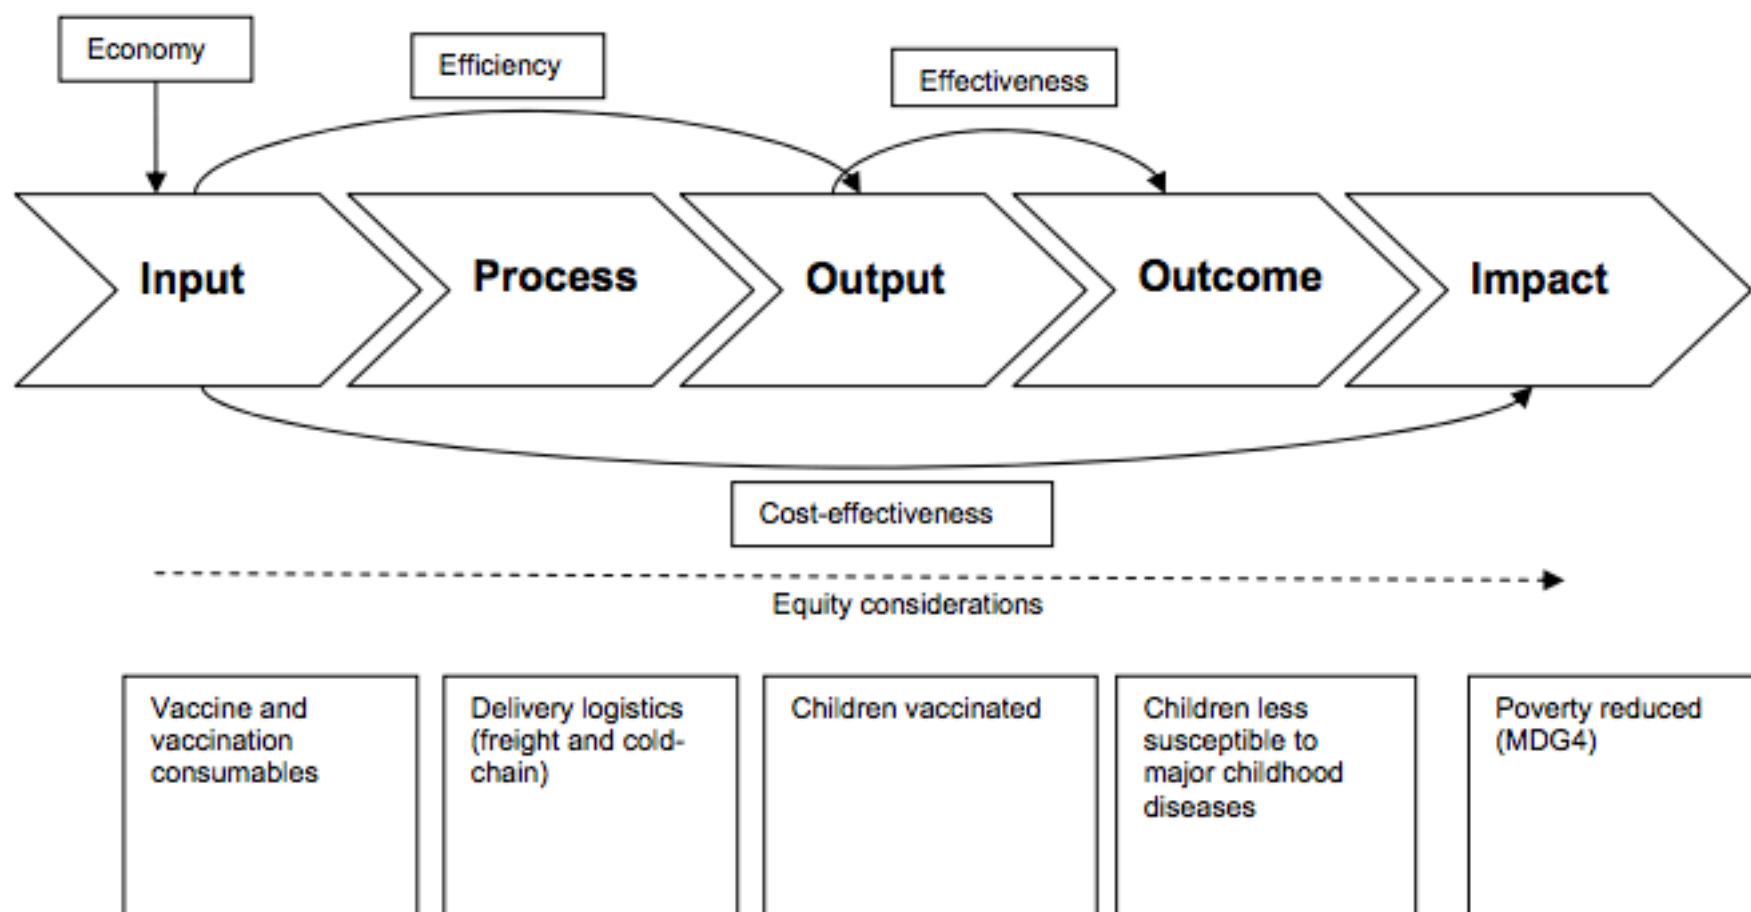 Economy
Efficiency
Effectiveness
Input
Process
Output
Outcome
Impact
Cost-effectiveness
Equity considerations
Vaccine and
vaccination
consumables
Delivery logistics
(freight and cold-
chain)
Children vaccinated
Children less
susceptible to
major childhood
diseases
Poverty reduced
(MDG4)